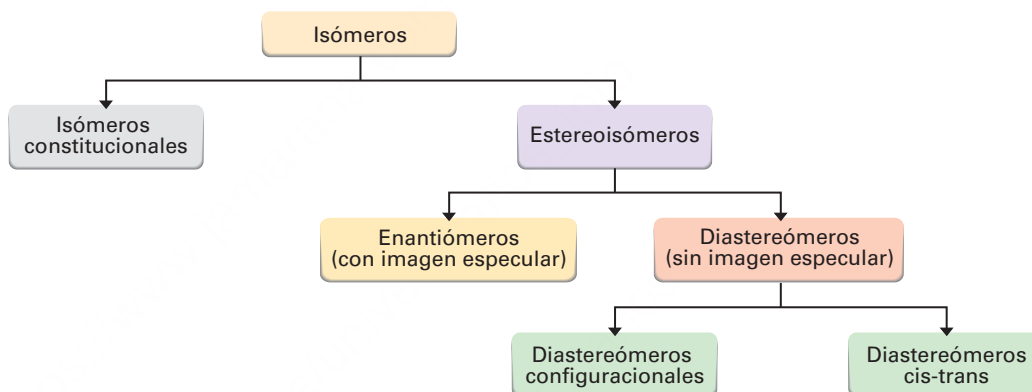 Isómeros
Isómeros
constitucionales
Estereoisómeros
Enantiómeros
(con imagen especular)
Diastereómeros
(sin imagen especular)
Diastereómeros
configuracionales
Diastereómeros
cis-trans